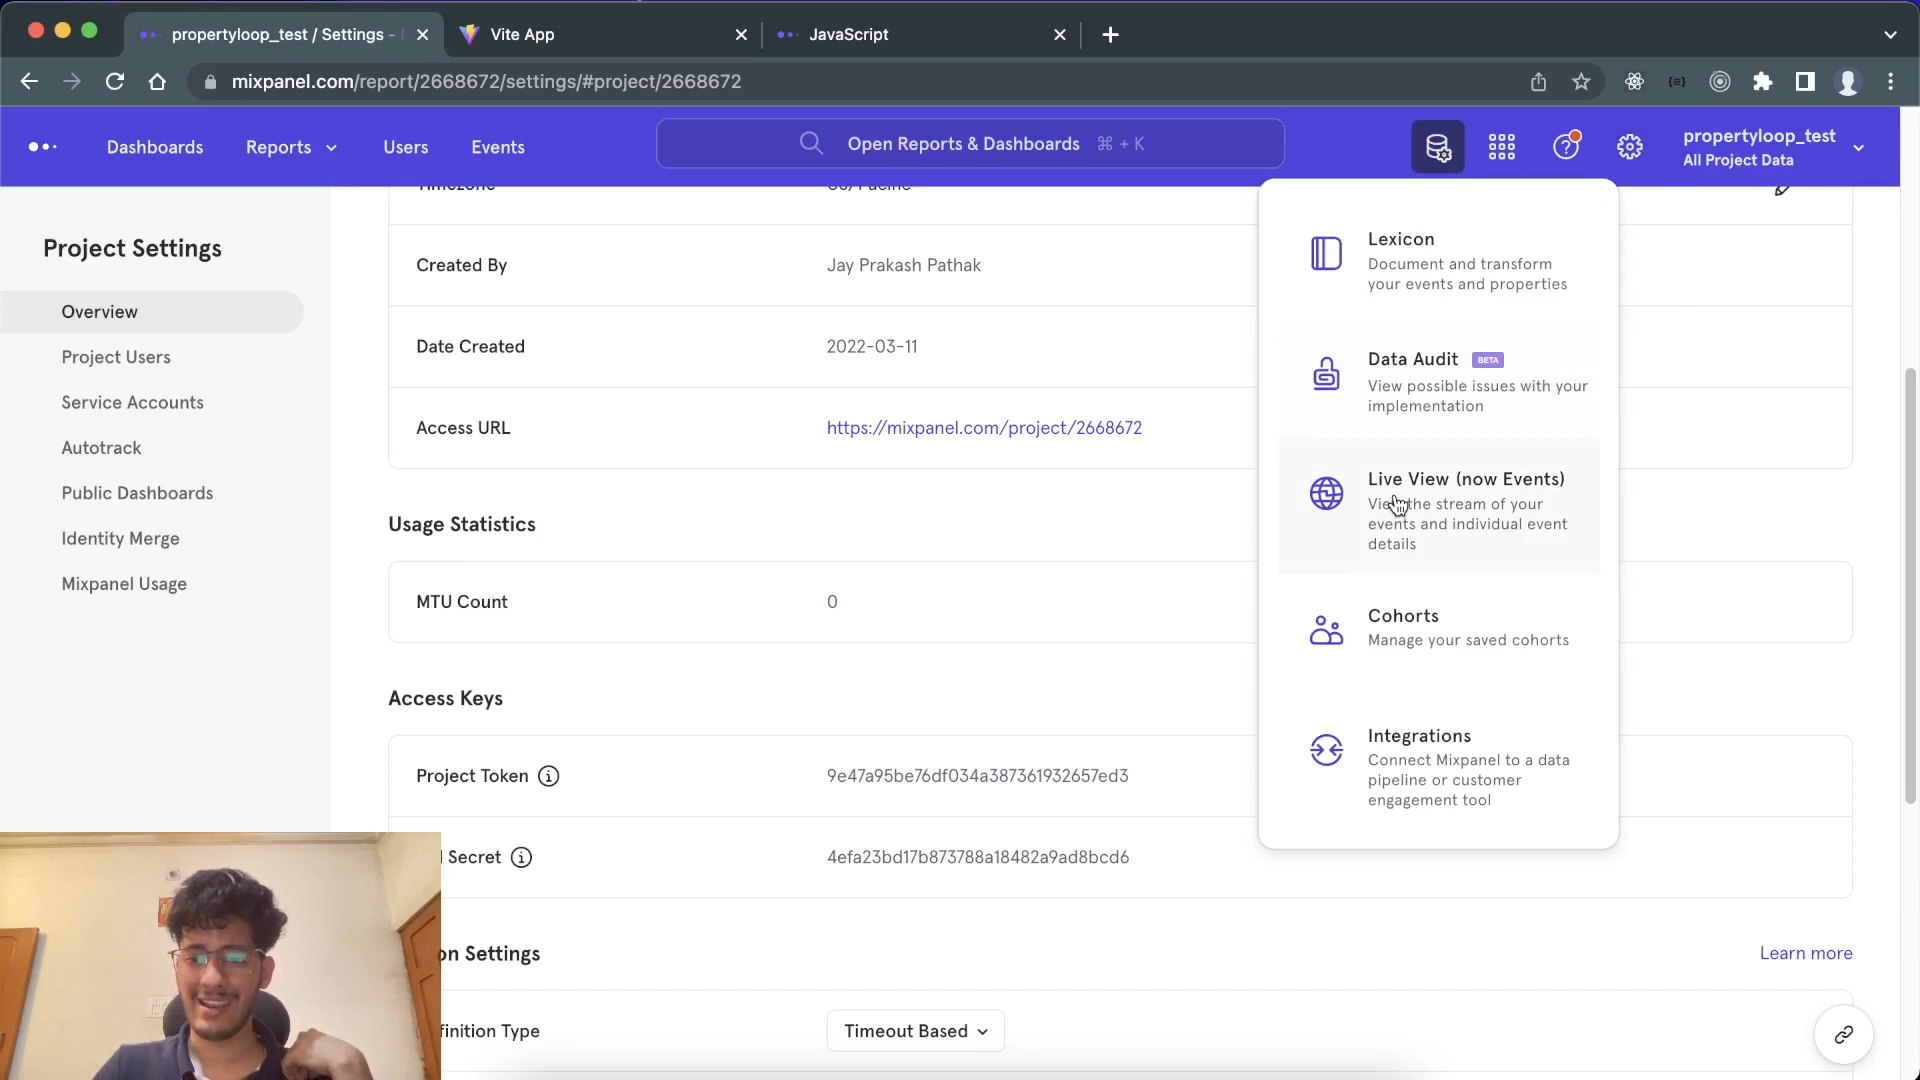 propertyloop_test / Settings -
Vite App
JavaScript
mixpanel.com/report/2668672/settings/#project/2668672
Dashboards
Reports
Users
Events
Open Reports & Dashboards ⌘ + K
propertyloop_test
All Project Data
Project Settings
Overview
Project Users
Service Accounts
Autotrack
Public Dashboards
Identity Merge
Mixpanel Usage
Timezone
US/Pacific
Created By
Jay Prakash Pathak
Date Created
2022-03-11
Access URL
https://mixpanel.com/project/2668672
Usage Statistics
MTU Count
0
Access Keys
Project Token
9e47a95be76df034a387361932657ed3
Secret
4efa23bd17b873788a18482a9ad8bcd6
on Settings
Learn more
finition Type
Timeout Based
Lexicon
Document and transform
your events and properties
Data Audit BETA
View possible issues with your
implementation
Live View (now Events)
View the stream of your
events and individual event
details
Cohorts
Manage your saved cohorts
Integrations
Connect Mixpanel to a data
pipeline or customer
engagement tool